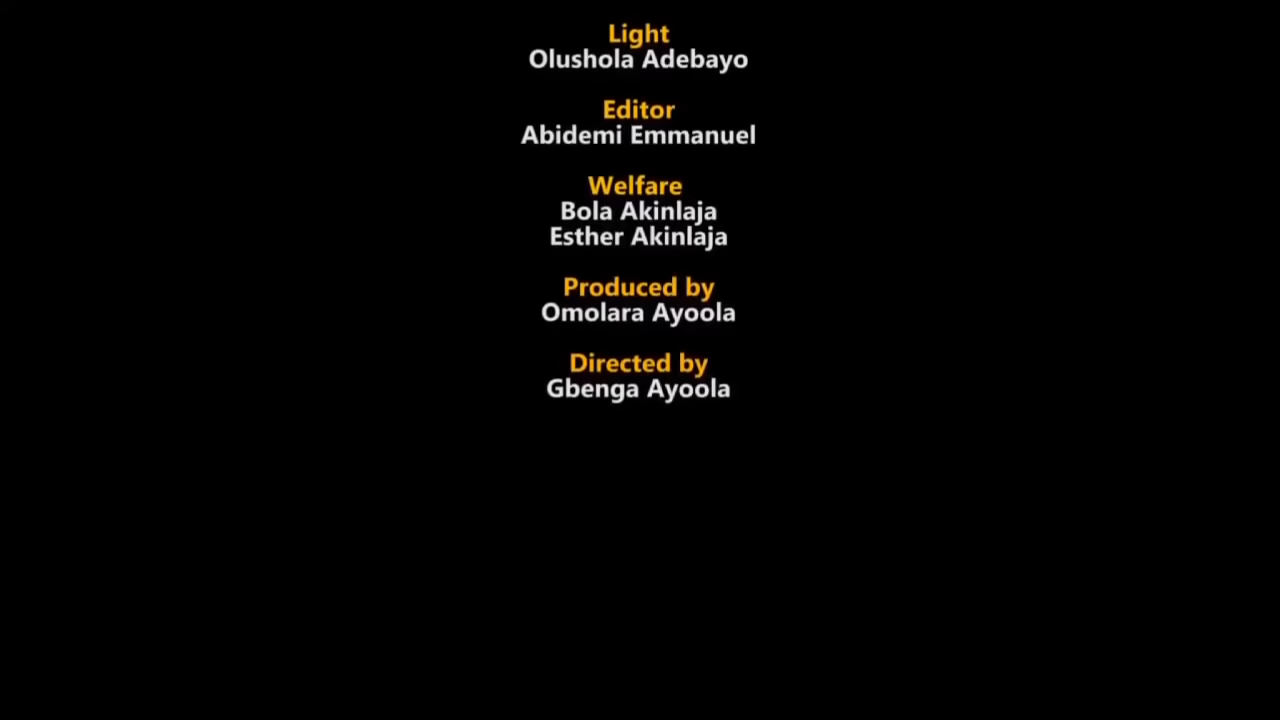 Light
Olushola Adebayo
Editor
Abidemi Emmanuel
Welfare
Bola Akinlaja
Esther Akinlaja
Produced by
Omolara Ayoola
Directed by
Gbenga Ayoola